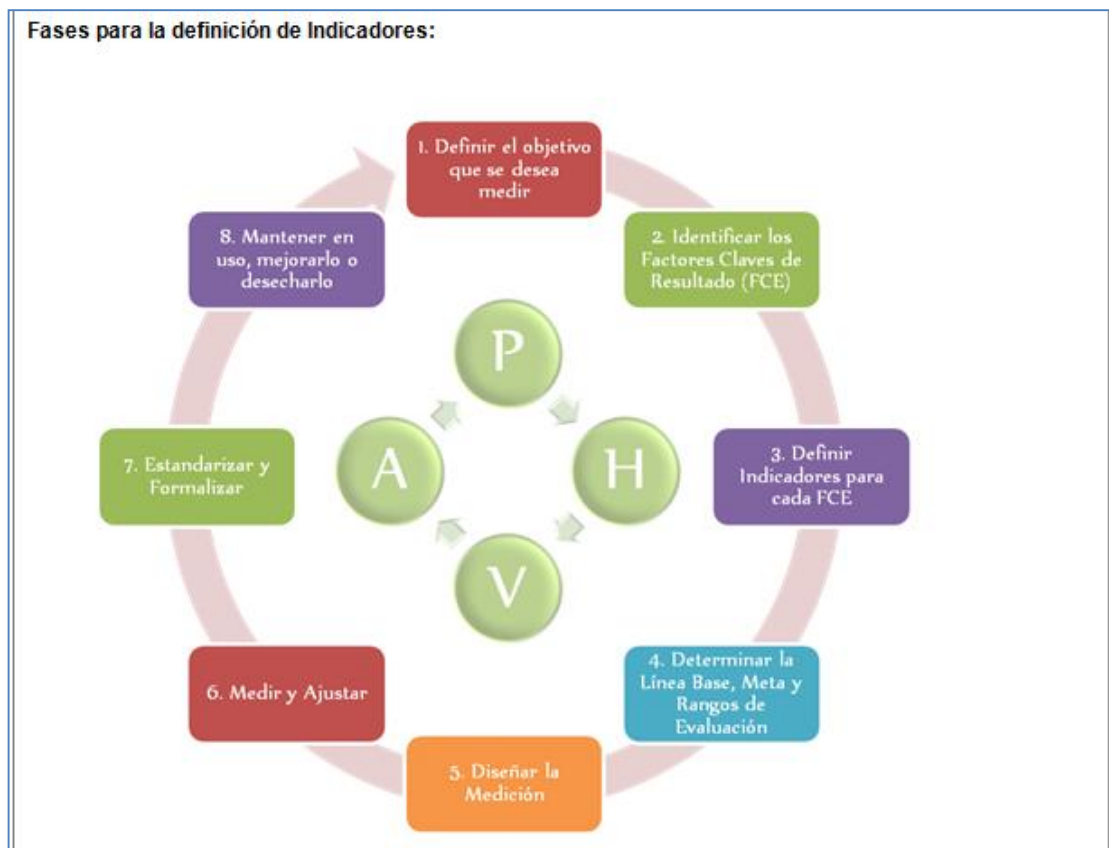 Fases para la definición de Indicadores:
1. Definir el objetivo
que se desea
medir
2. Identificar los
Factores Claves de
Resultado (FCE)
3. Definir
Indicadores para
cada FCE
4. Determinar la
Línea Base, Meta y
Rangos de
Evaluación
5. Diseñar la
Medición
6. Medir y Ajustar
7. Estandarizar y
Formalizar
8. Mantener en
uso, mejorarlo o
desecharlo
P
H
V
A